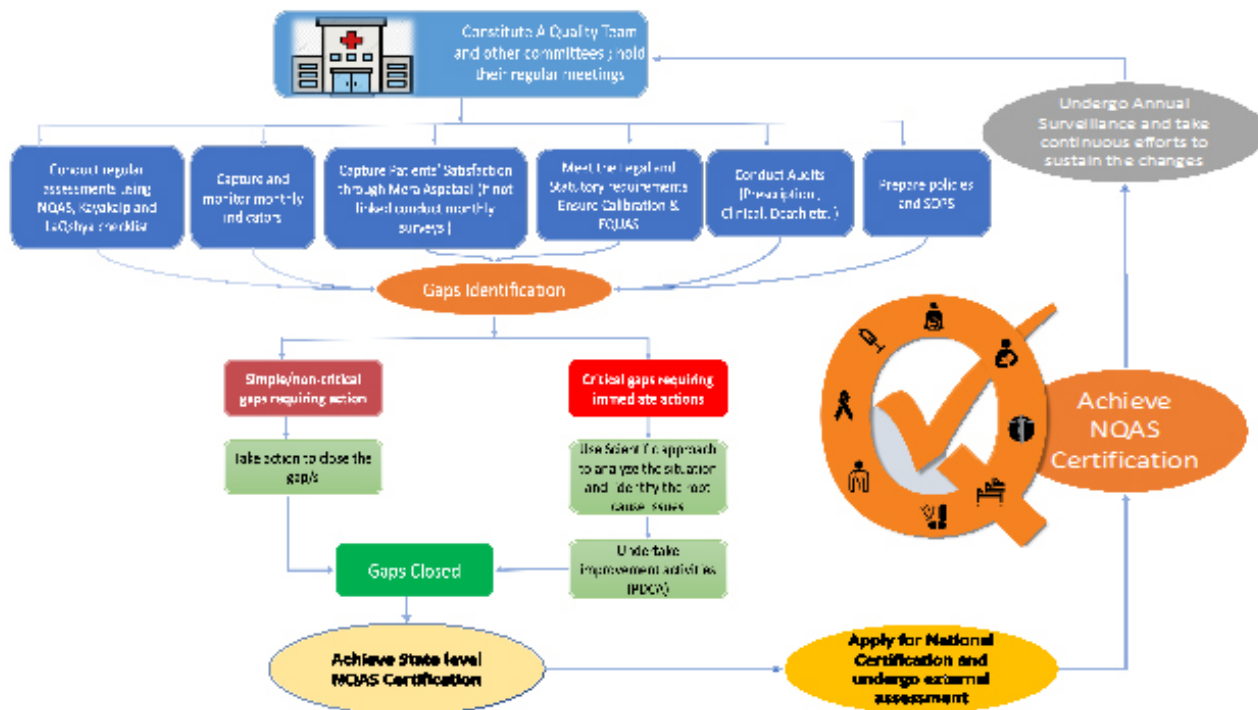 Constitute A Quality Team
and other committees ; hold
their regular meetings
Undergo Annual
Surveillance and take
continuous efforts to
sustain the changes
Conduct regular
assessments using
NQAS, Kayakalp and
LaQshya checklist
Capture and
monitor monthly
indicators
Capture Patients' Satisfaction
through Mera Aspataal (If not
linked conduct monthly
surveys )
Meet the Legal and
Statutory requirements
Ensure Calibration &
EQUAS
Conduct Audits
(Prescription ,
Clinical, Death etc. )
Prepare policies
and SOPS
Gaps Identification
Simple/non-critical
gaps requiring action
Critical gaps requiring
immediate actions
Take action to close the
gap/s
Use Scientific approach
to analyze the situation
and identify the root
cause issues
Achieve
NQAS
Certification
Gaps Closed
Undertake
improvement activities
(PDCA)
Achieve State level
NQAS Certification
Apply for National
Certification and
undergo external
assessment